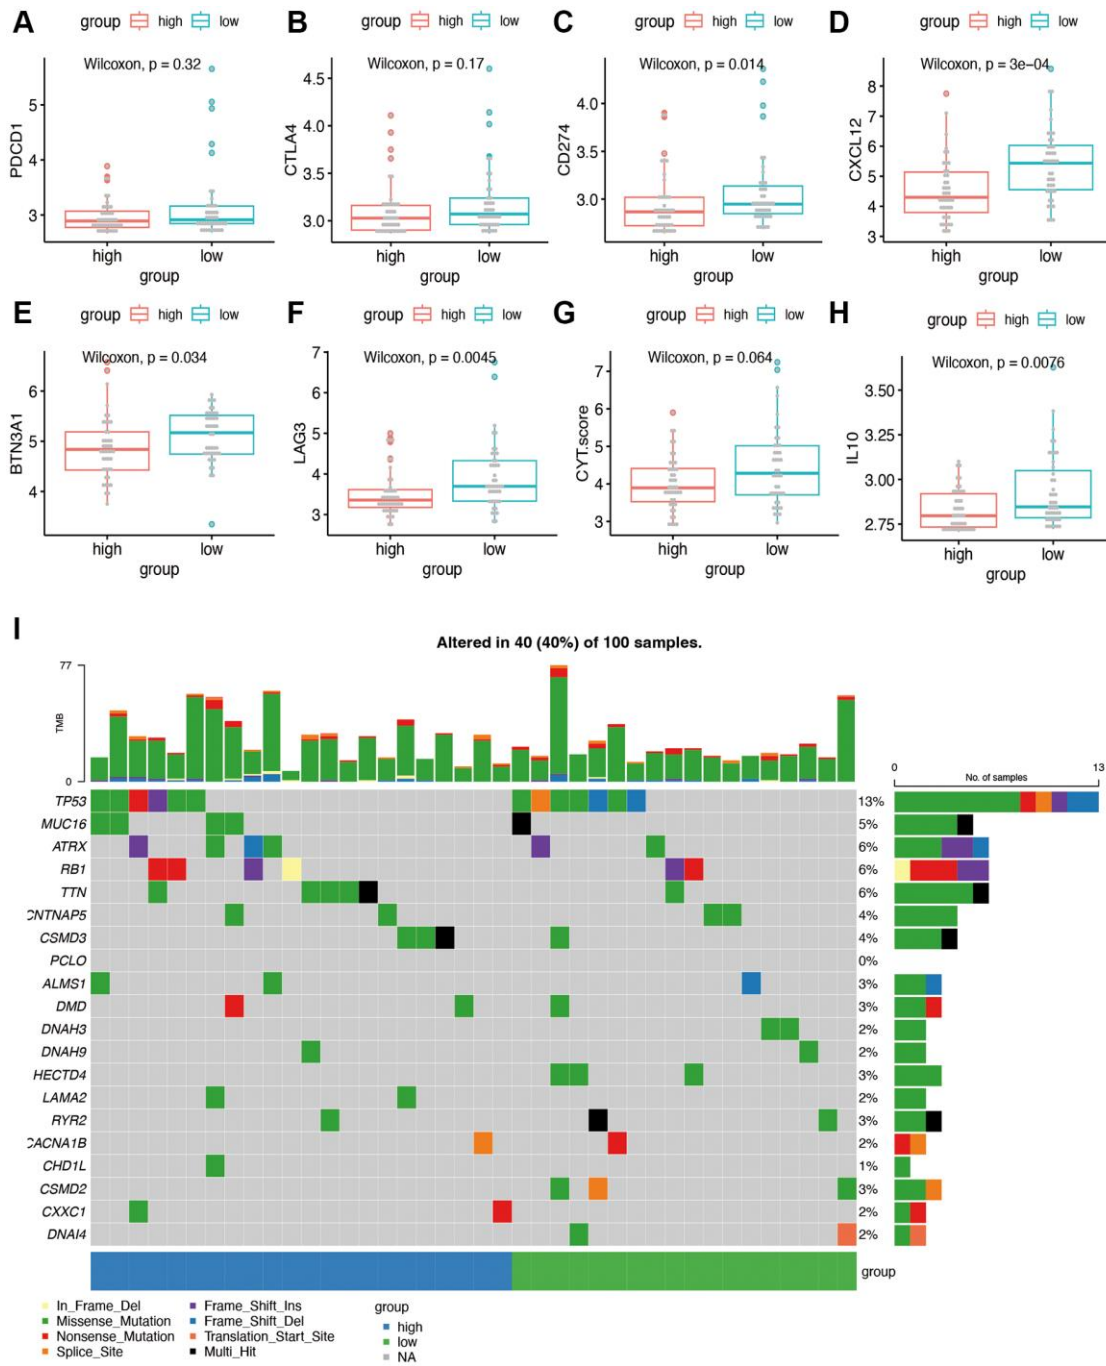 A group high low
Wilcoxon, p = 0.32
PDCD1
5
4
3
high low
group
B group high low
Wilcoxon, p = 0.17
CTLA4
4.5
4.0
3.5
3.0
high low
group
C group high low
Wilcoxon, p = 0.014
CD274
4.0
3.5
3.0
high low
group
D group high low
Wilcoxon, p = 3e−04
CXCL12
8
7
6
5
4
3
high low
group
E group high low
Wilcoxon, p = 0.034
BTN3A1
6
5
4
high low
group
F group high low
Wilcoxon, p = 0.0045
LAG3
7
6
5
4
3
high low
group
G group high low
Wilcoxon, p = 0.064
CYT.score
7
6
5
4
3
high low
group
H group high low
Wilcoxon, p = 0.0076
IL10
3.50
3.25
3.00
2.75
high low
group
I
Altered in 40 (40%) of 100 samples.
77
TMB
0
0 13
No. of samples
TP53 13%
MUC16 5%
ATRX 6%
RB1 6%
TTN 6%
CNTNAP5 4%
CSMD3 4%
PCLO 0%
ALMS1 3%
DMD 3%
DNAH3 2%
DNAH9 2%
HECTD4 3%
LAMA2 2%
RYR2 3%
CACNA1B 2%
CHD1L 1%
CSMD2 3%
CXXC1 2%
DNAI4 2%
group
In_Frame_Del
Missense_Mutation
Nonsense_Mutation
Splice_Site
Frame_Shift_Ins
Frame_Shift_Del
Translation_Start_Site
Multi_Hit
group
high
low
NA